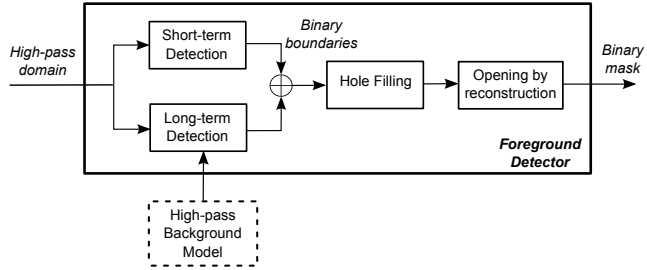 High-pass
domain
Short-term
Detection
Binary
boundaries
Long-term
Detection
Hole Filling
Opening by
reconstruction
Binary
mask
Foreground
Detector
High-pass
Background
Model